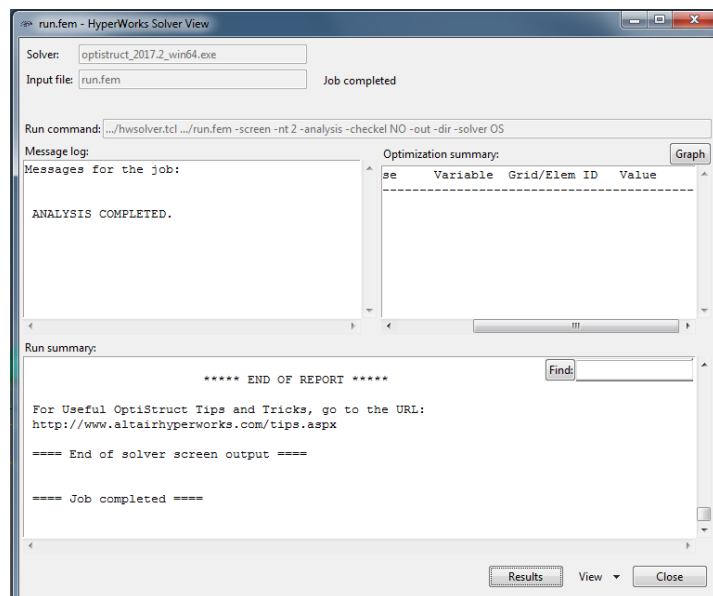 run.fem - HyperWorks Solver View
Solver: optistruct_2017.2_win64.exe
Input file: run.fem Job completed
Run command: .../hwsolver.tcl .../run.fem -screen -nt 2 -analysis -checkel NO -out -dir -solver OS
Message log:
Messages for the job:
ANALYSIS COMPLETED.
Optimization summary: Graph
se Variable Grid/Elem ID Value
--------------------------------------------
Run summary:
Find:
***** END OF REPORT *****
For Useful OptiStruct Tips and Tricks, go to the URL:
http://www.altairhyperworks.com/tips.aspx
==== End of solver screen output ====
==== Job completed ====
Results View Close